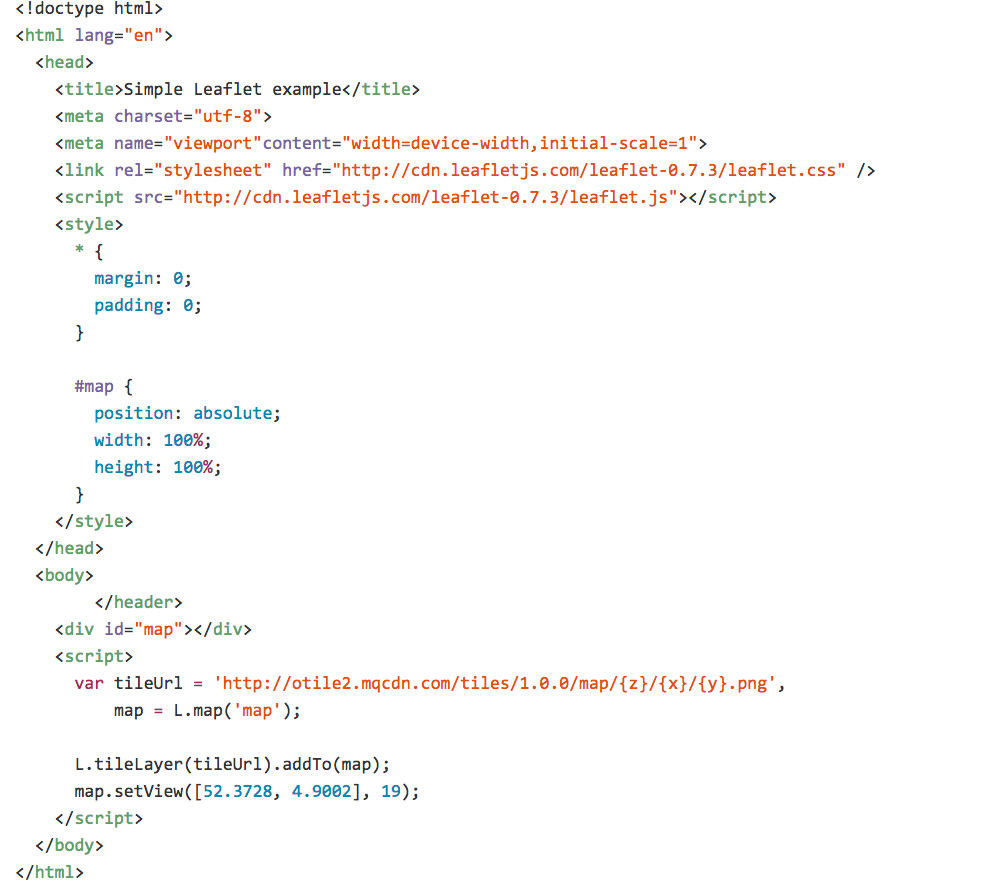 <!doctype html>
<html lang="en">
  <head>
    <title>Simple Leaflet example</title>
    <meta charset="utf-8">
    <meta name="viewport"content="width=device-width,initial-scale=1">
    <link rel="stylesheet" href="http://cdn.leafletjs.com/leaflet-0.7.3/leaflet.css" />
    <script src="http://cdn.leafletjs.com/leaflet-0.7.3/leaflet.js"></script>
    <style>
      * {
        margin: 0;
        padding: 0;
      }

      #map {
        position: absolute;
        width: 100%;
        height: 100%;
      }
    </style>
  </head>
  <body>
        </header>
    <div id="map"></div>
    <script>
      var tileUrl = 'http://otile2.mqcdn.com/tiles/1.0.0/map/{z}/{x}/{y}.png',
          map = L.map('map');

      L.tileLayer(tileUrl).addTo(map);
      map.setView([52.3728, 4.9002], 19);
    </script>
  </body>
</html>